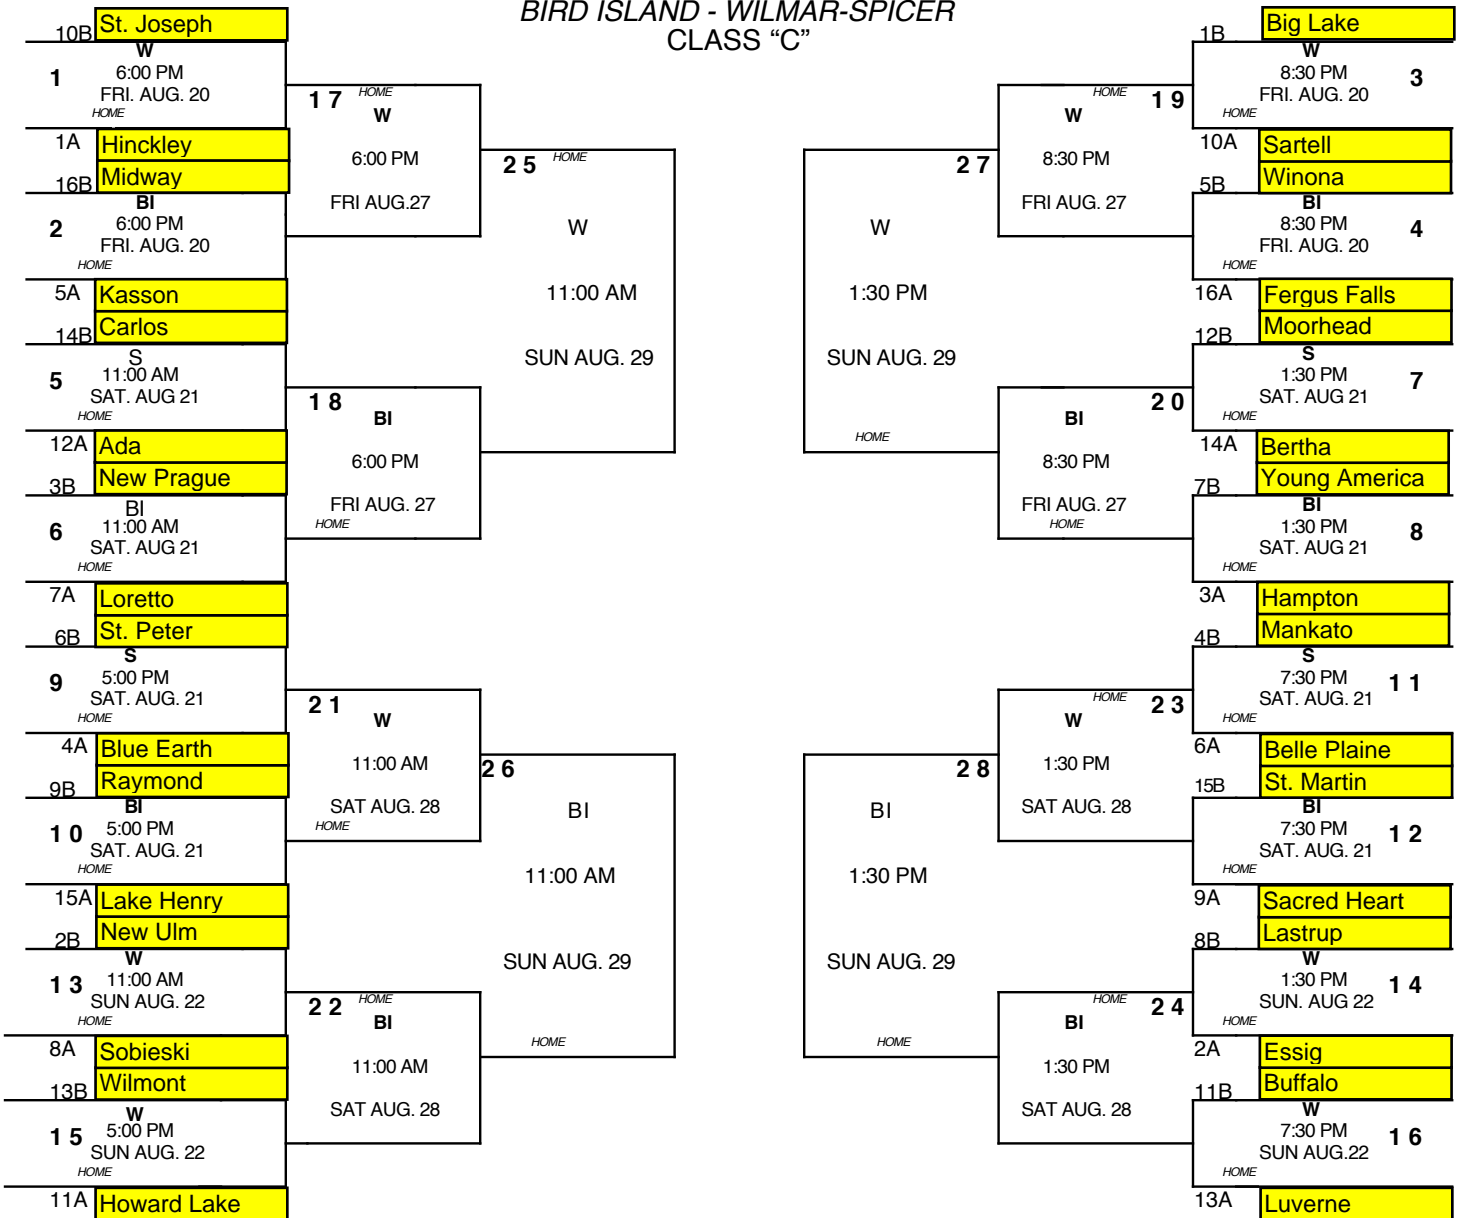 BIRD ISLAND - WILMAR-SPICER
CLASS “C”
10B St. Joseph
W
1 6:00 PM
FRI. AUG. 20
HOME
1A Hinckley
16B Midway
BI
2 6:00 PM
FRI. AUG. 20
HOME
5A Kasson
14B Carlos
S
5 11:00 AM
SAT. AUG 21
HOME
12A Ada
3B New Prague
BI
6 11:00 AM
SAT. AUG 21
HOME
7A Loretto
6B St. Peter
S
9 5:00 PM
SAT. AUG. 21
HOME
4A Blue Earth
9B Raymond
BI
1 0 5:00 PM
SAT. AUG. 21
HOME
15A Lake Henry
2B New Ulm
W
1 3 11:00 AM
SUN AUG. 22
HOME
8A Sobieski
13B Wilmont
W
1 5 5:00 PM
SUN AUG. 22
HOME
11A Howard Lake
1 7 HOME
W
6:00 PM
FRI AUG.27
1 8
BI
6:00 PM
FRI AUG. 27
HOME
2 1
W
11:00 AM
SAT AUG. 28
HOME
2 2 HOME
BI
11:00 AM
SAT AUG. 28
2 5 HOME
W
11:00 AM
SUN AUG. 29
2 6
BI
11:00 AM
SUN AUG. 29
HOME
2 7
W
1:30 PM
SUN AUG. 29
HOME
2 8
BI
1:30 PM
SUN AUG. 29
HOME
HOME 1 9
W
8:30 PM
FRI AUG. 27
2 0
BI
8:30 PM
FRI AUG. 27
HOME
HOME 2 3
W
1:30 PM
SAT AUG. 28
HOME 2 4
BI
1:30 PM
SAT AUG. 28
1B Big Lake
W
8:30 PM 3
FRI. AUG. 20
HOME
10A Sartell
5B Winona
BI
8:30 PM 4
FRI. AUG. 20
HOME
16A Fergus Falls
12B Moorhead
S
1:30 PM 7
SAT. AUG 21
HOME
14A Bertha
7B Young America
BI
1:30 PM 8
SAT. AUG 21
HOME
3A Hampton
4B Mankato
S
7:30 PM 1 1
SAT. AUG. 21
HOME
6A Belle Plaine
15B St. Martin
BI
7:30 PM 1 2
SAT. AUG. 21
HOME
9A Sacred Heart
8B Lastrup
W
1:30 PM 1 4
SUN. AUG 22
HOME
2A Essig
11B Buffalo
W
7:30 PM 1 6
SUN AUG.22
HOME
13A Luverne